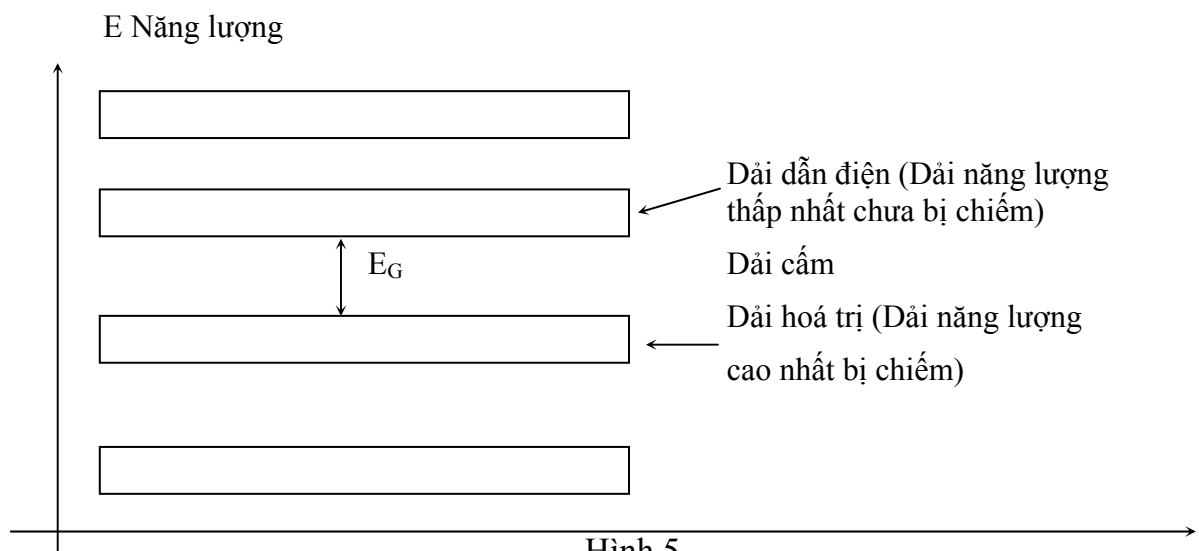 E Năng lượng
Dải dẫn điện (Dải năng lượng
thấp nhất chưa bị chiếm)
E_G
Dải cấm
Dải hoá trị (Dải năng lượng
cao nhất bị chiếm)
Hình 5